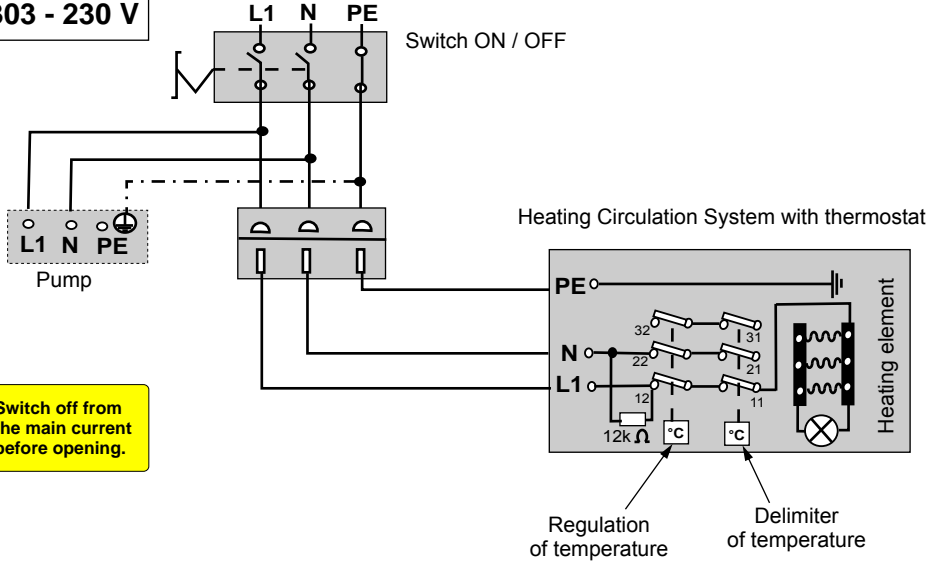 303 - 230 V
L1 N PE
Switch ON / OFF
L1 N PE
Pump
Heating Circulation System with thermostat
PE
32 31
N 22 21
L1 12 11
12k Ω °C °C
Heating element
Switch off from
the main current
before opening.
Regulation
of temperature
Delimiter
of temperature